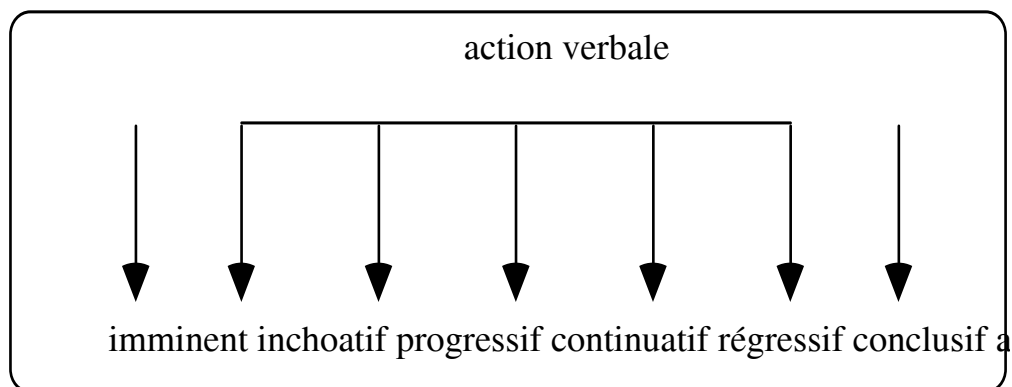 action verbale
imminent inchoatif progressif continuatif régressif conclusif a